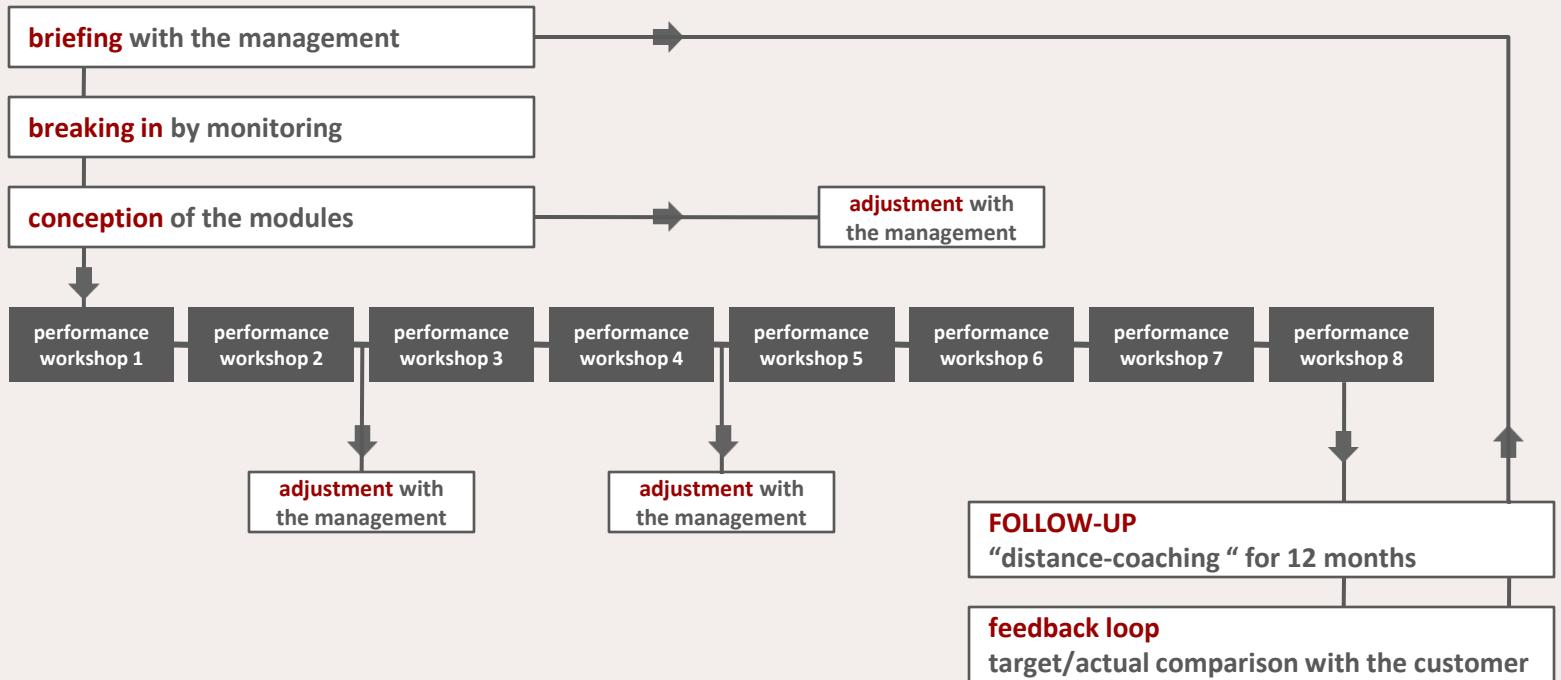 briefing with the management
breaking in by monitoring
conception of the modules
adjustment with
the management
performance
workshop 1
performance
workshop 2
performance
workshop 3
performance
workshop 4
performance
workshop 5
performance
workshop 6
performance
workshop 7
performance
workshop 8
adjustment with
the management
adjustment with
the management
FOLLOW-UP
“distance-coaching “ for 12 months
feedback loop
target/actual comparison with the customer